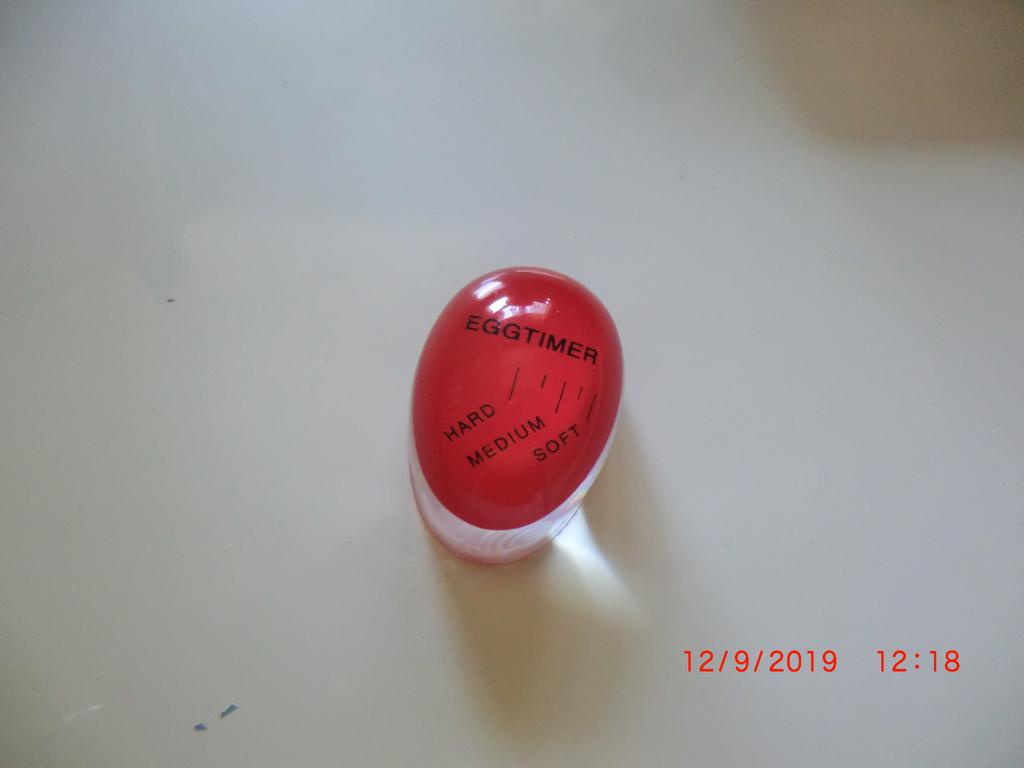 EGGTIMER
HARD
MEDIUM
SOFT
12/9/2019 12:18